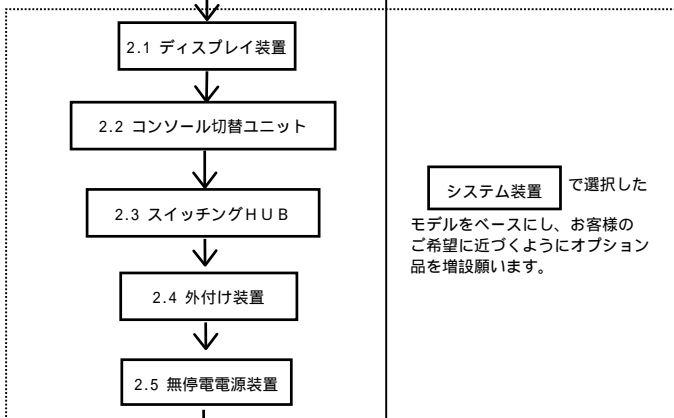 2.1 ディスプレイ装置
2.2 コンソール切替ユニット
2.3 スイッチングＨＵＢ
2.4 外付け装置
2.5 無停電電源装置
システム装置 で選択した
モデルをベースにし、お客様の
ご希望に近づくようにオプション
品を増設願います。